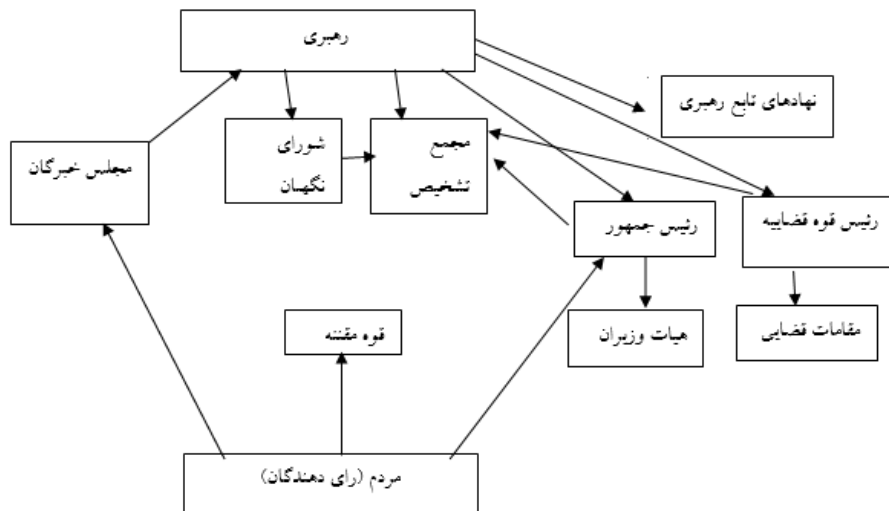 رهبری
نهادهای تابع رهبری
شورای
نگهبان
مجمع
تشخیص
مجلس خبرگان
رئیس جمهور
رئیس قوه قضاییه
قوه مقننه
هیات وزیران
مقامات قضایی
مردم (رای دهندگان)